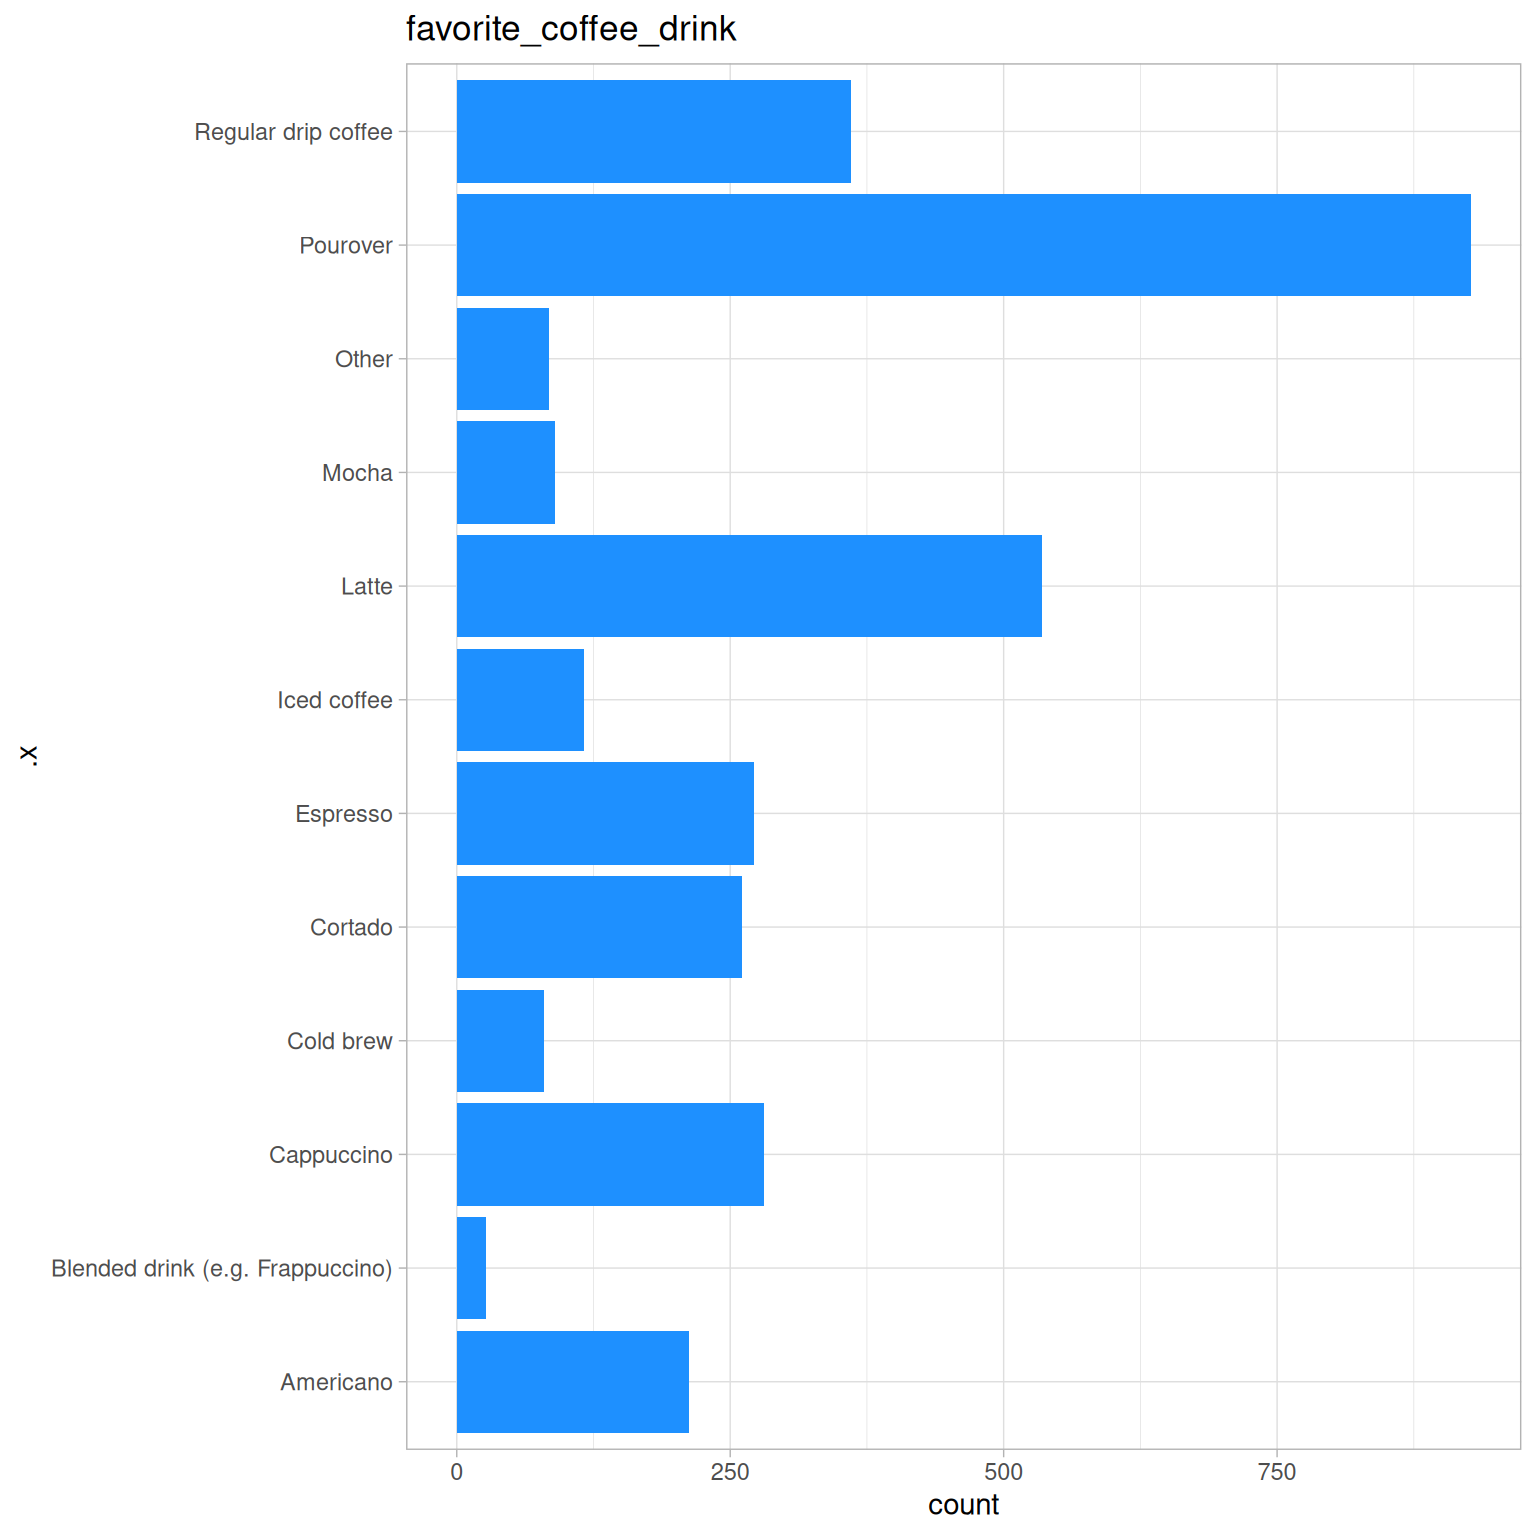 favorite_coffee_drink
Regular drip coffee
Pourover
Other
Mocha
Latte
Iced coffee
.x
Espresso
Cortado
Cold brew
Cappuccino
Blended drink (e.g. Frappuccino)
Americano
0 250 500 750
count